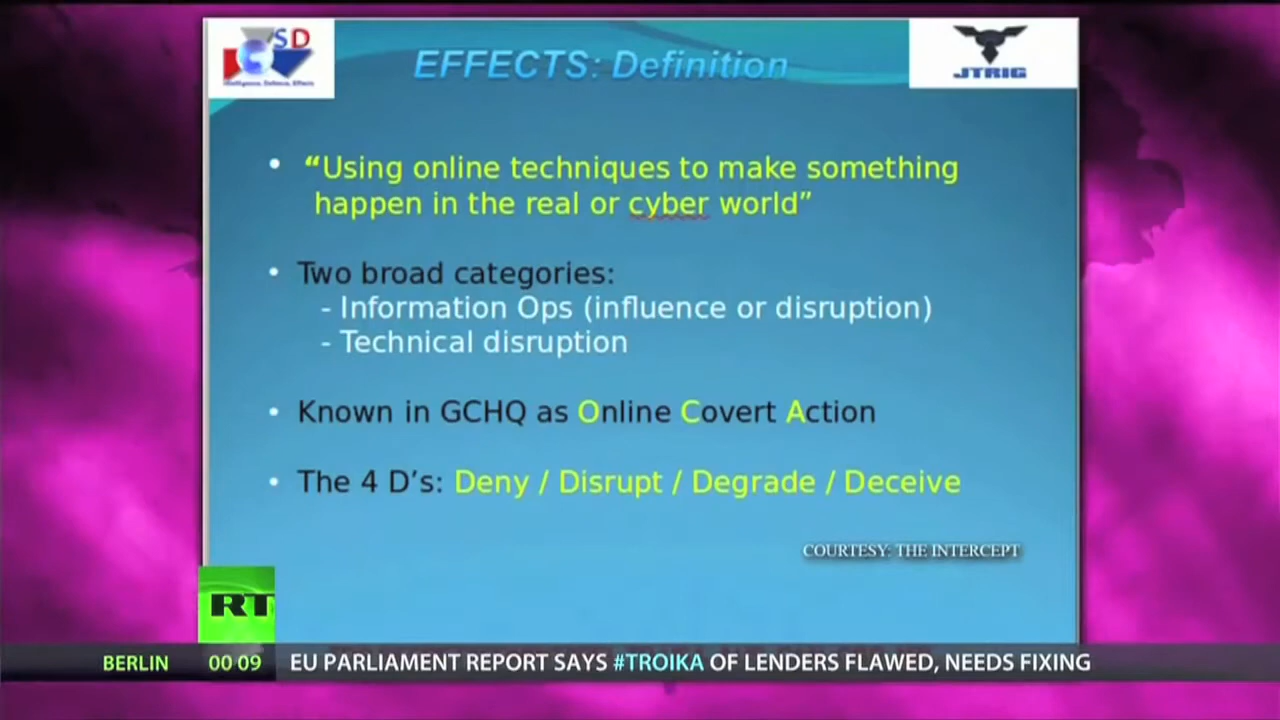 SD
EFFECTS: Definition
JTRIG
• “Using online techniques to make something
happen in the real or cyber world”
• Two broad categories:
- Information Ops (influence or disruption)
- Technical disruption
• Known in GCHQ as Online Covert Action
• The 4 D’s: Deny / Disrupt / Degrade / Deceive
COURTESY: THE INTERCEPT
RT
BERLIN 00 09 EU PARLIAMENT REPORT SAYS #TROIKA OF LENDERS FLAWED, NEEDS FIXING